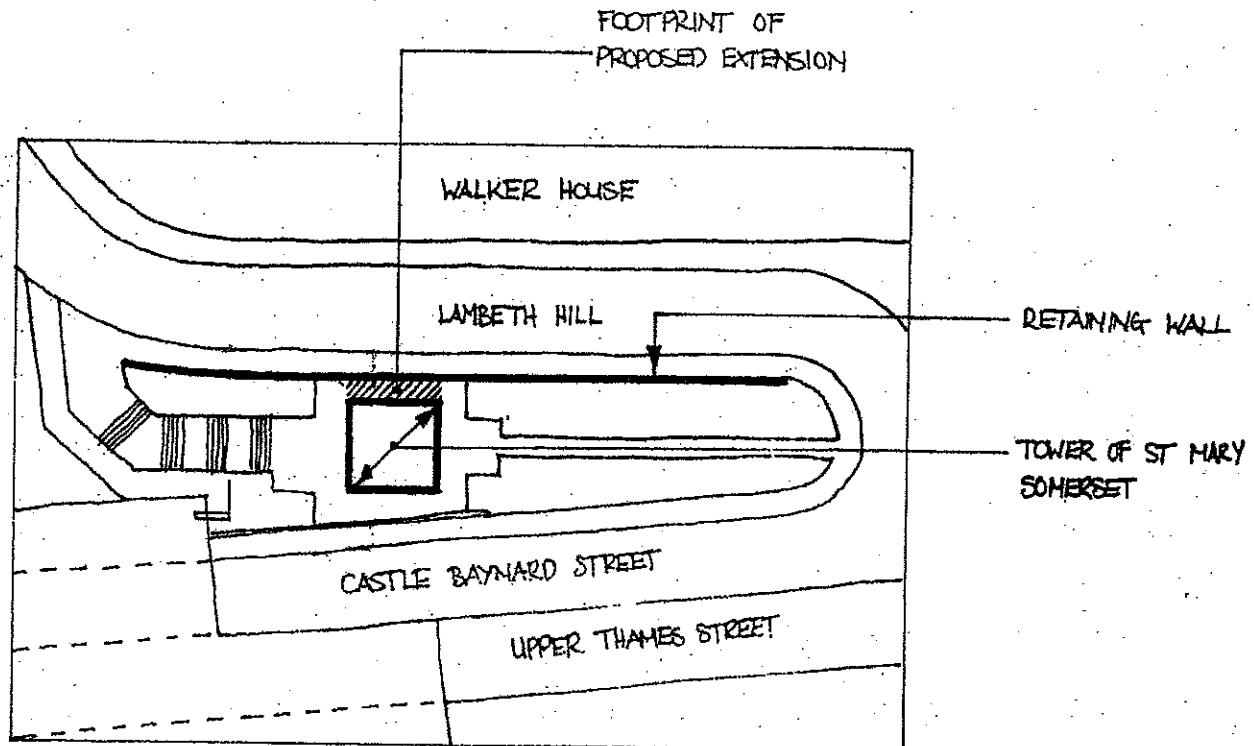 FOOTPRINT OF
PROPOSED EXTENSION
WALKER HOUSE
LAMBETH HILL
RETAINING WALL
TOWER OF ST MARY
SOMERSET
CASTLE BAYNARD STREET
UPPER THAMES STREET